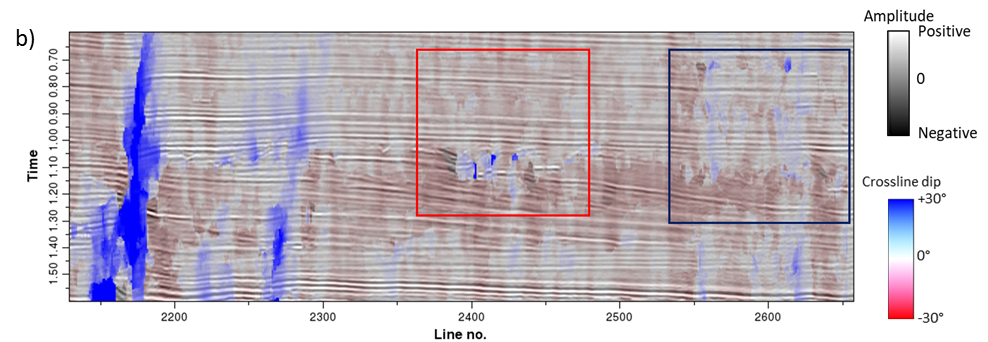 b)
Time
0.70
0.80
0.90
1.00
1.10
1.20
1.30
1.40
1.50
2200
2300
2400
2500
2600
Line no.
Amplitude
Positive
0
Negative
Crossline dip
+30°
0°
-30°